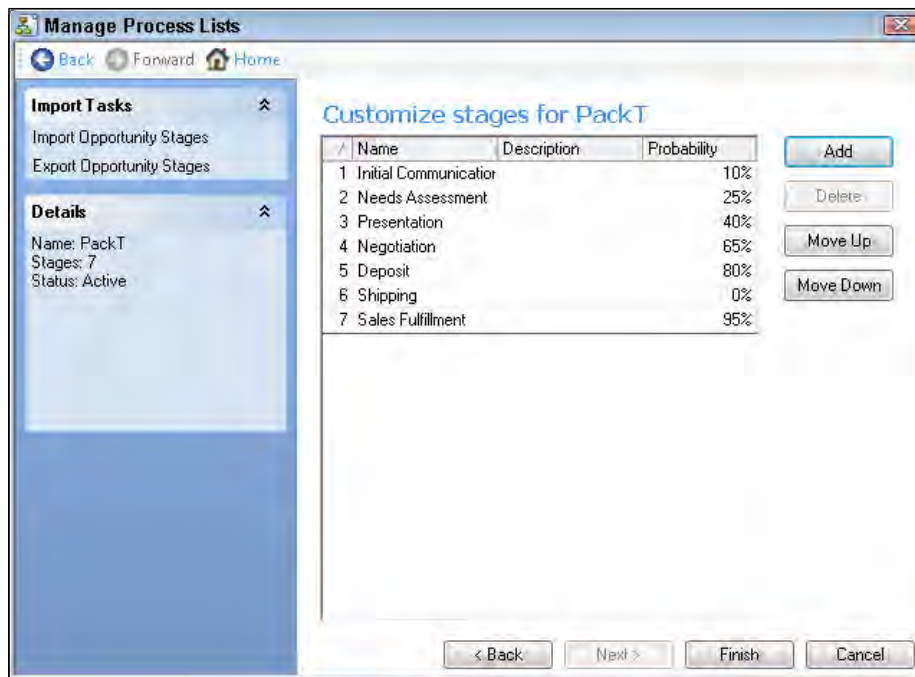 Manage Process Lists
Back Forward Home
Import Tasks
Import Opportunity Stages
Export Opportunity Stages
Details
Name: PackT
Stages: 7
Status: Active
Customize stages for PackT
Name Description Probability
1 Initial Communication 10%
2 Needs Assessment 25%
3 Presentation 40%
4 Negotiation 65%
5 Deposit 80%
6 Shipping 0%
7 Sales Fulfillment 95%
Add
Delete
Move Up
Move Down
< Back Next > Finish Cancel